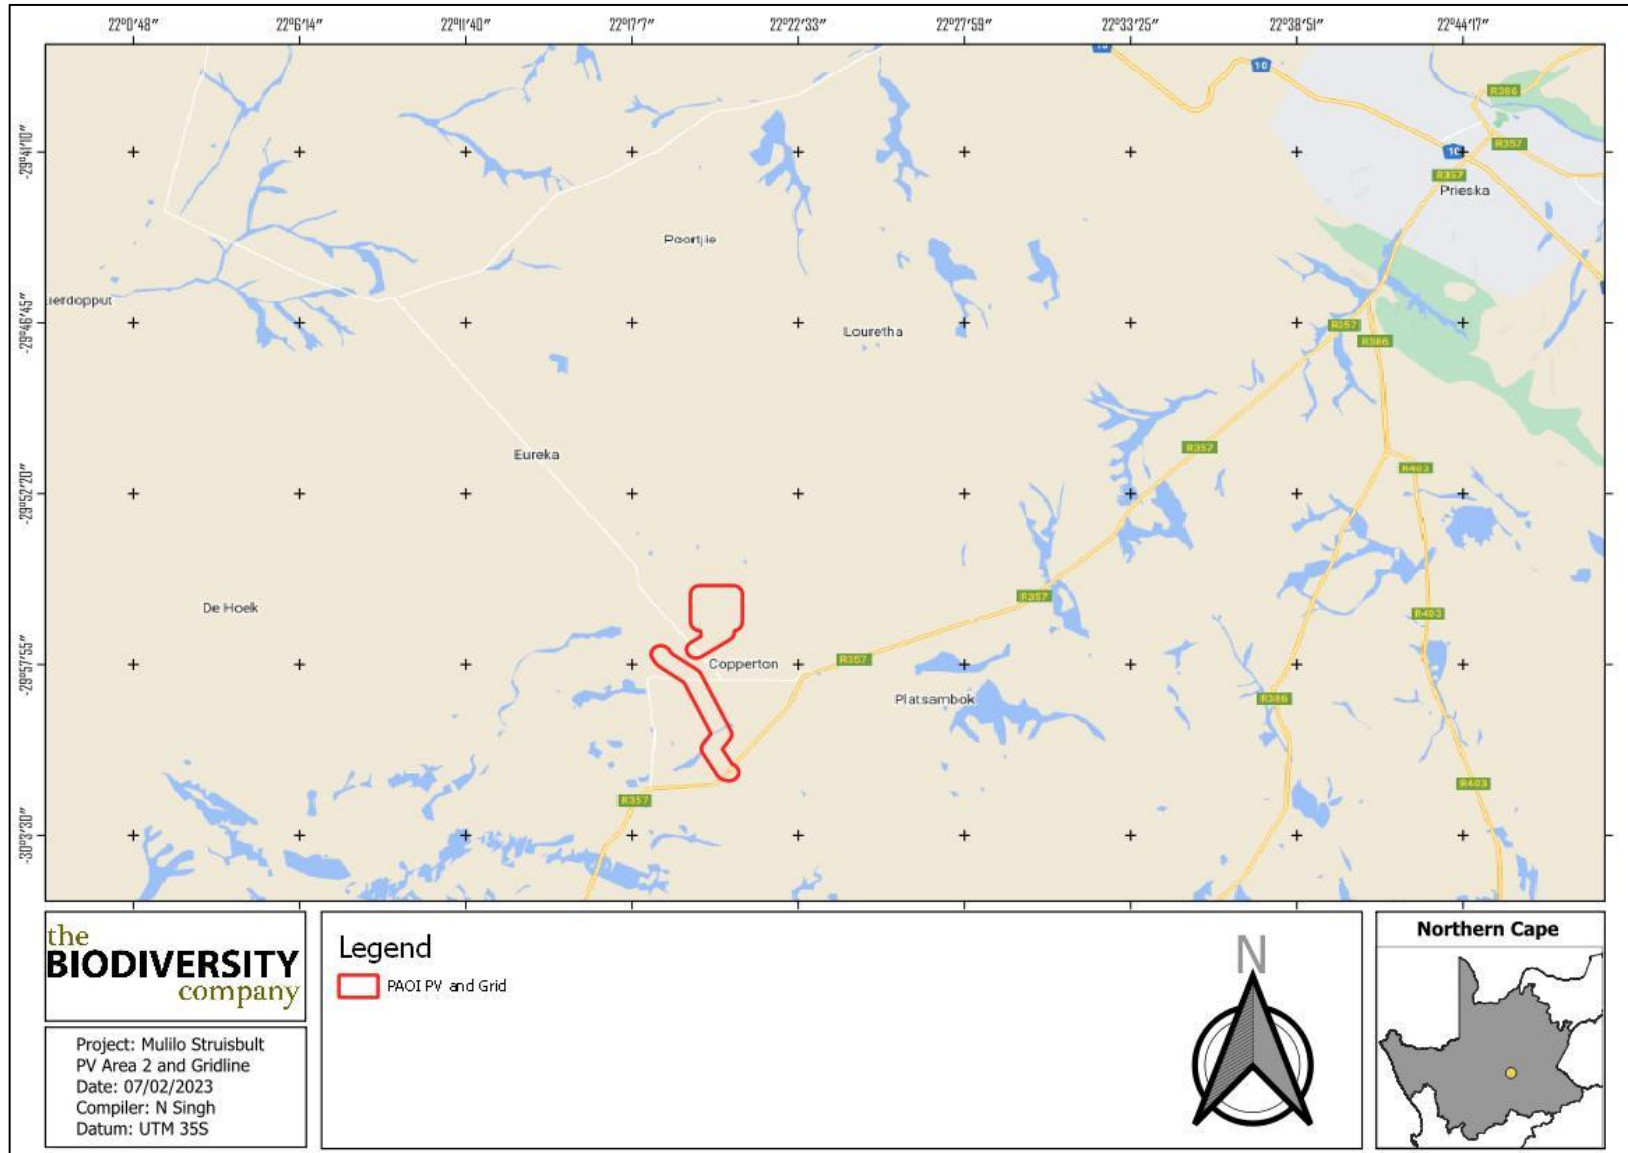 22°0'48"
22°6'14"
22°11'40"
22°17'7"
22°22'33"
22°27'59"
22°33'25"
22°38'51"
22°44'17"
-29°41'10"
-29°46'45"
-29°52'20"
-29°57'55"
-30°3'30"
10
R386
10
R357
R357
Prieska
Poortjie
ierdopput
Louretha
R357
R386
Eureka
R357
R403
De Hoek
R357
R403
Copperton
R357
Platsambok
R386
R357
R403
the
BIODIVERSITY
company
Project: Mulilo Struisbult
PV Area 2 and Gridline
Date: 07/02/2023
Compiler: N Singh
Datum: UTM 35S
Legend
PAOI PV and Grid
N
Northern Cape